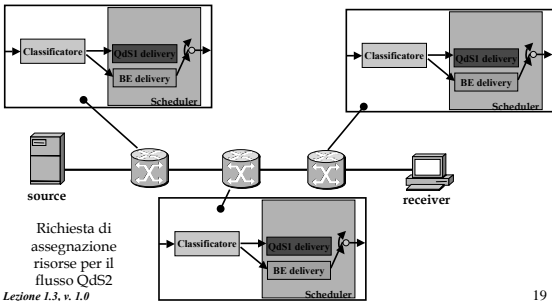 Classificatore
QdS1 delivery
BE delivery
Scheduler
Classificatore
QdS1 delivery
BE delivery
Scheduler
source
receiver
Classificatore
QdS1 delivery
BE delivery
Scheduler
Richiesta di
assegnazione
risorse per il
flusso QdS2
Lezione 1.3, v. 1.0
19